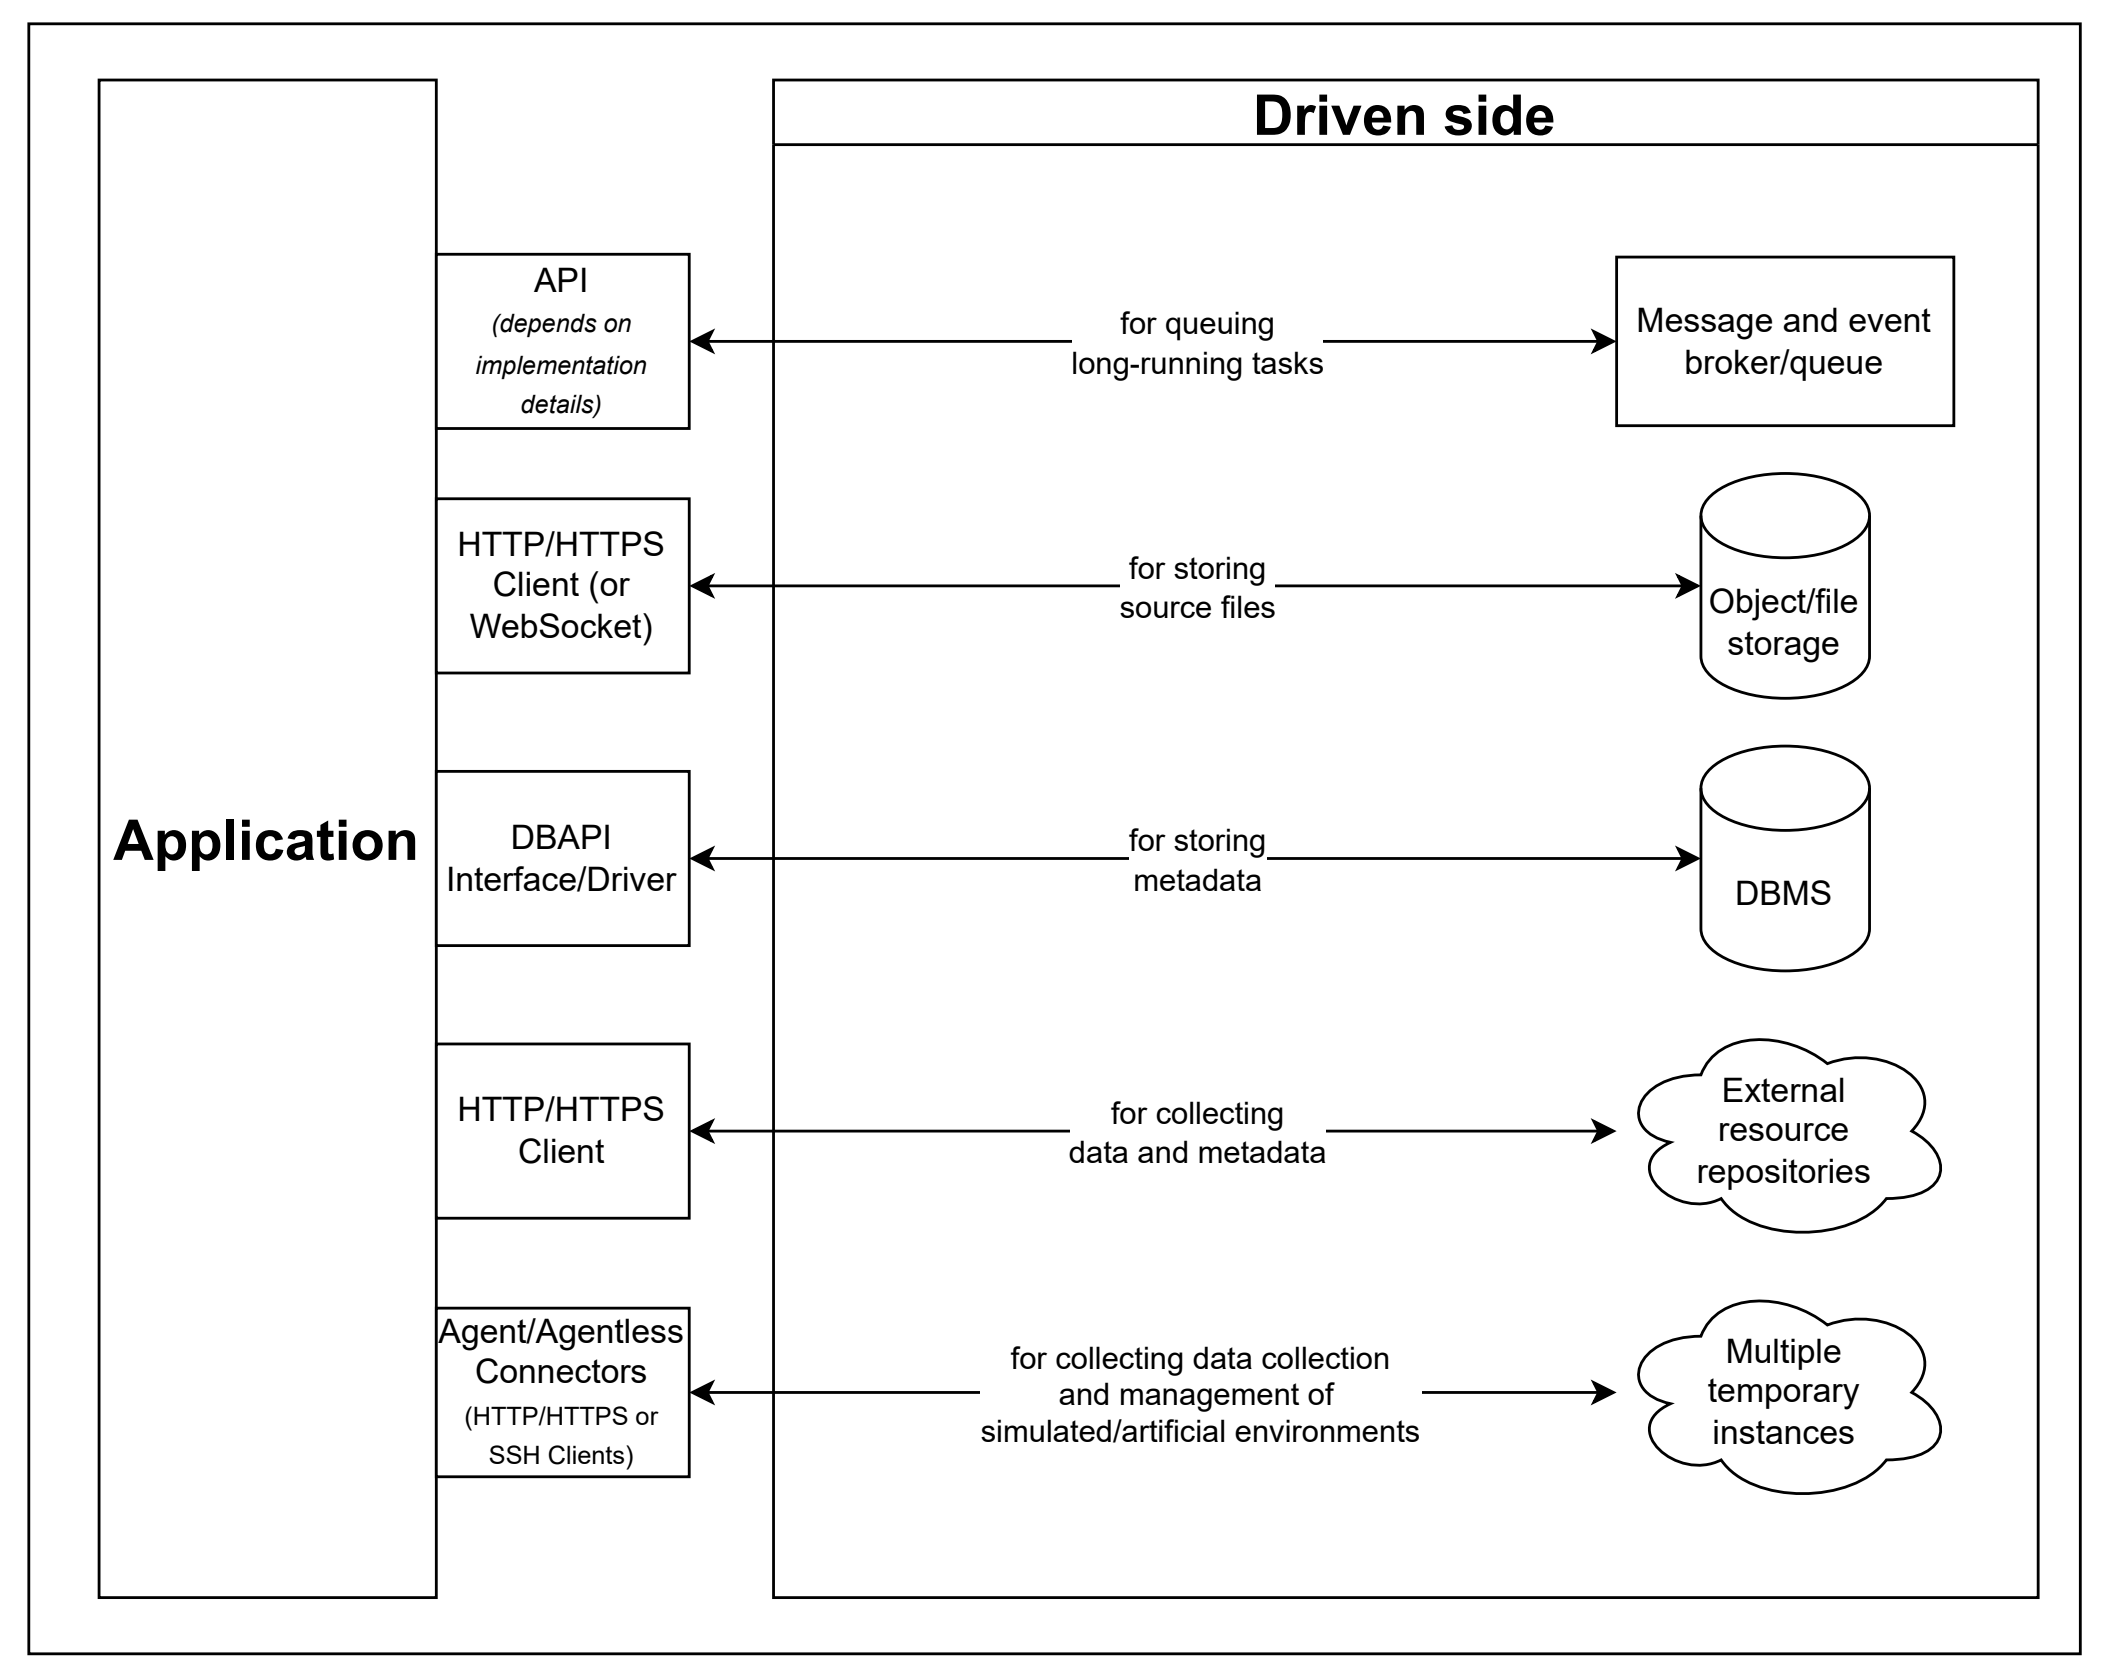 Driven side
Application
API
(depends on
implementation
details)
for queuing
long-running tasks
Message and event
broker/queue
HTTP/HTTPS
Client (or
WebSocket)
for storing
source files
Object/file
storage
DBAPI
Interface/Driver
for storing
metadata
DBMS
HTTP/HTTPS
Client
for collecting
data and metadata
External
resource
repositories
Agent/Agentless
Connectors
(HTTP/HTTPS or
SSH Clients)
for collecting data collection
and management of
simulated/artificial environments
Multiple
temporary
instances